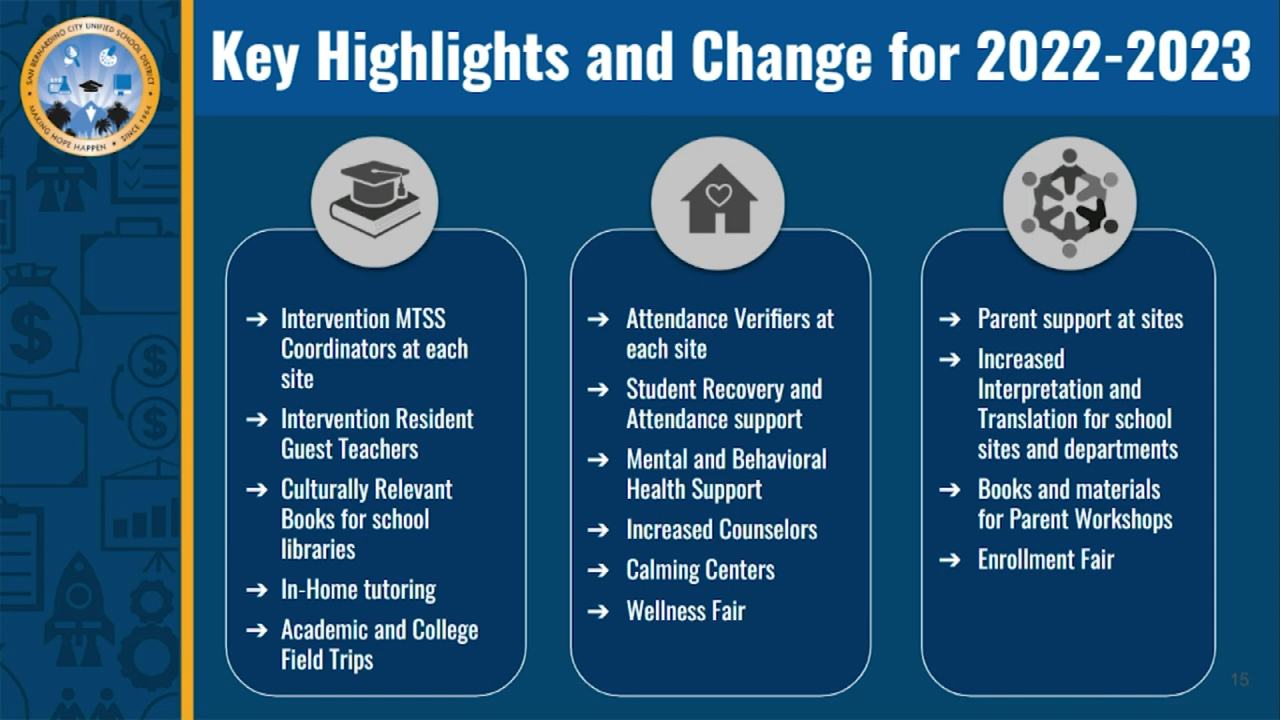 SAN BERNARDINO CITY UNIFIED SCHOOL DISTRICT
MAKING HOPE HAPPEN • SINCE 1964
Key Highlights and Change for 2022-2023
➔ Intervention MTSS
Coordinators at each
site
➔ Intervention Resident
Guest Teachers
➔ Culturally Relevant
Books for school
libraries
➔ In-Home tutoring
➔ Academic and College
Field Trips
➔ Attendance Verifiers at
each site
➔ Student Recovery and
Attendance support
➔ Mental and Behavioral
Health Support
➔ Increased Counselors
➔ Calming Centers
➔ Wellness Fair
➔ Parent support at sites
➔ Increased
Interpretation and
Translation for school
sites and departments
➔ Books and materials
for Parent Workshops
➔ Enrollment Fair
15